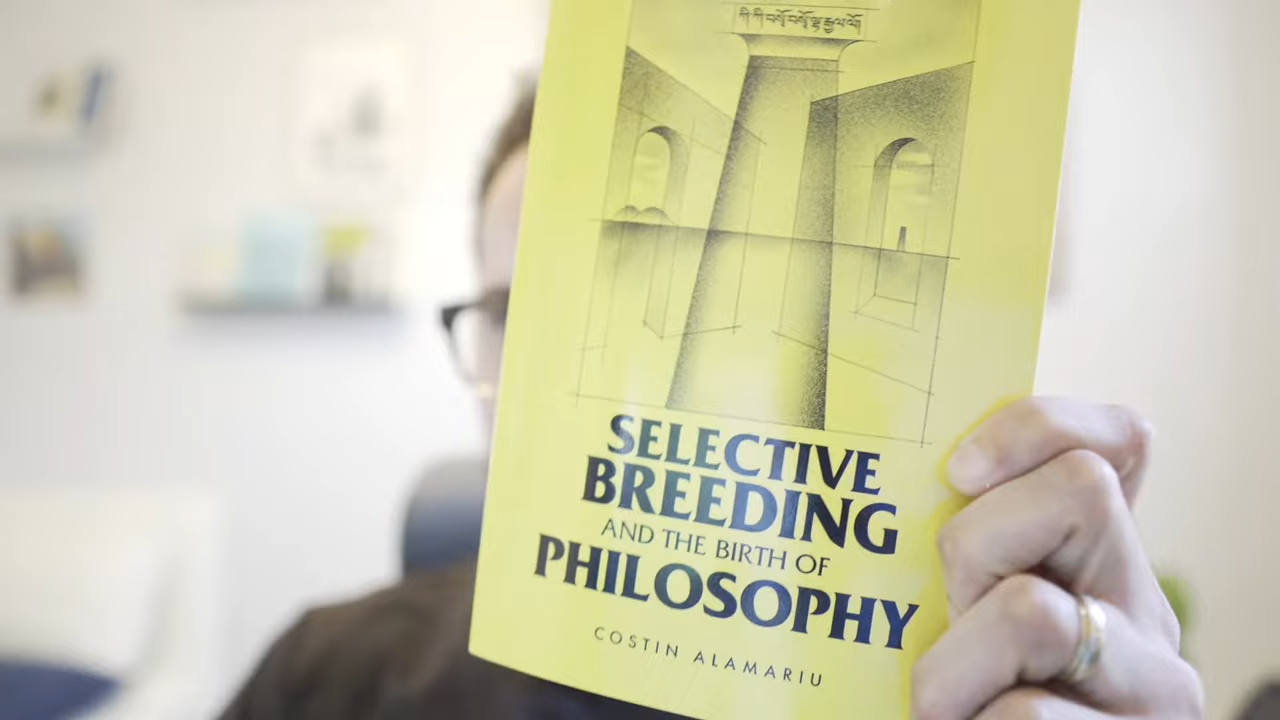 SELECTIVE
BREEDING
AND THE BIRTH OF
PHILOSOPHY
COSTIN ALAMARIU